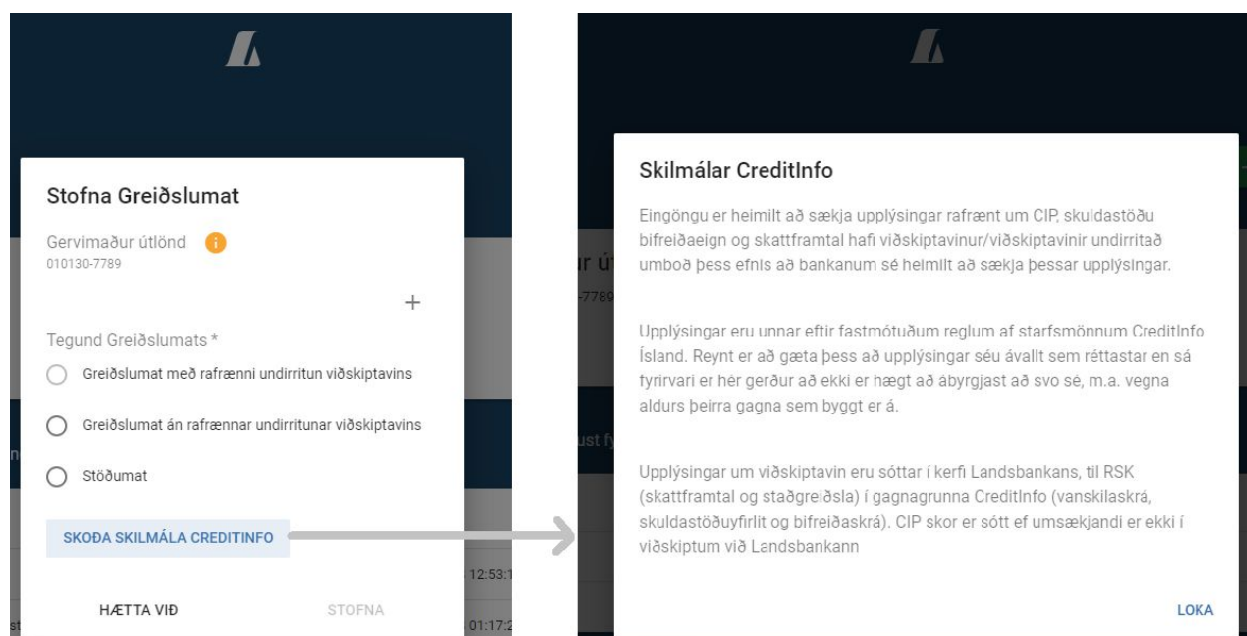 Stofna Greiðslumat
Gervimaður útlönd
010130-7789
Tegund Greiðslumats *
Greiðslumat með rafrænni undirritun viðskiptavins
Greiðslumat án rafrænnar undirritunar viðskiptavins
Stöðumat
SKOÐA SKILMÁLA CREDITINFO
12:53:1
HÆTTA VIÐ
STOFNA
01:17:2
Skilmálar CreditInfo
Eingöngu er heimilt að sækja upplýsingar rafrænt um CIP, skuldastöðu
bifreiðaeign og skattframtal hafi viðskiptavinur/viðskiptavinir undirritað
umboð þess efnis að bankanum sé heimilt að sækja þessar upplýsingar.
Upplýsingar eru unnar eftir fastmótuðum reglum af starfsmönnum CreditInfo
Ísland. Reynt er að gæta þess að upplýsingar séu ávallt sem réttastar en sá
fyrirvari er hér gerður að ekki er hægt að ábyrgjast að svo sé, m.a. vegna
aldurs þeirra gagna sem byggt er á.
Upplýsingar um viðskiptavin eru sóttar í kerfi Landsbankans, til RSK
(skattframtal og staðgreiðsla) í gagnagrunna CreditInfo (vanskilaskrá,
skuldastöðuyfirlit og bifreiðaskrá). CIP skor er sótt ef umsækjandi er ekki í
viðskiptum við Landsbankann
LOKA
ur út
-7789
ust fy